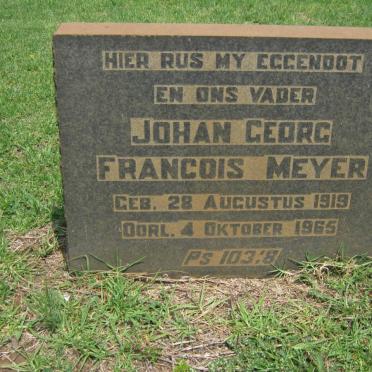 HIER RUS MY EGGENOOT
EN ONS VADER
JOHAN GEORG
FRANCOIS MEYER
GEB. 28 AUGUSTUS 1919
OORL. 4 OKTOBER 1965
PS 103:8